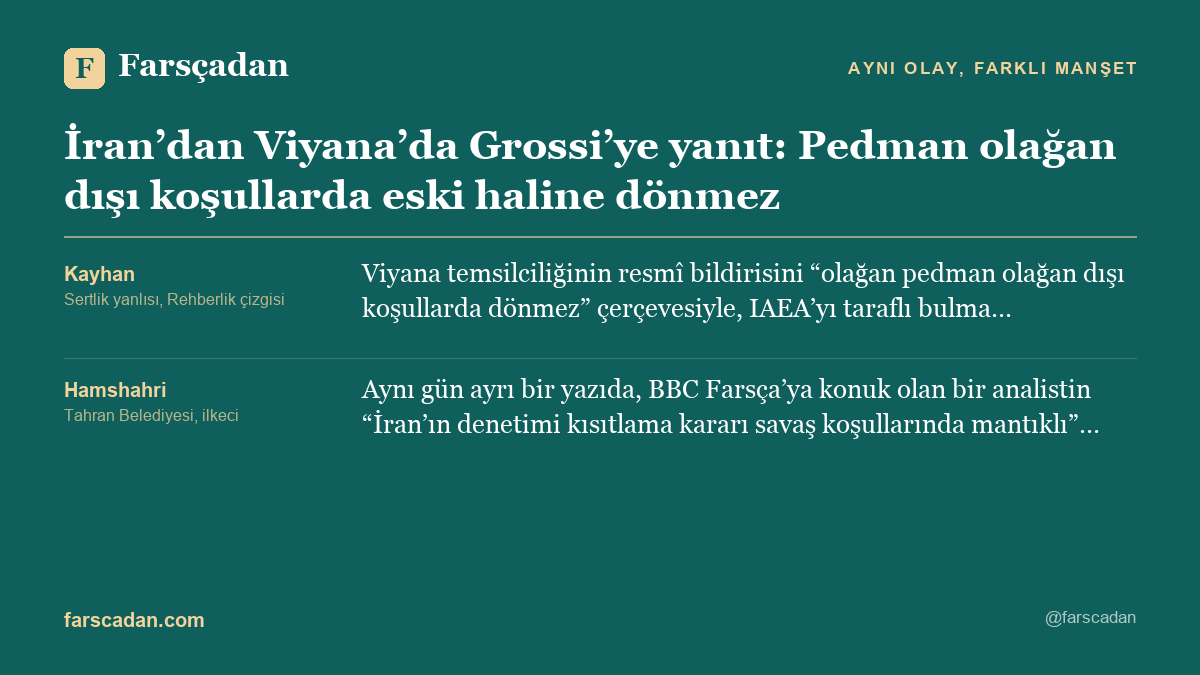 F Farsçadan
AYNI OLAY, FARKLI MANŞET
İran’dan Viyana’da Grossi’ye yanıt: Pedman olağan
dışı koşullarda eski haline dönmez
Kayhan
Sertlik yanlısı, Rehberlik çizgisi
Viyana temsilciliğinin resmî bildirisini “olağan pedman olağan dışı
koşullarda dönmez” çerçevesiyle, IAEA’yı taraflı bulma...
Hamshahri
Tahran Belediyesi, ilkeci
Aynı gün ayrı bir yazıda, BBC Farsça’ya konuk olan bir analistin
“İran’ın denetimi kısıtlama kararı savaş koşullarında mantıklı”...
farscadan.com
@farscadan